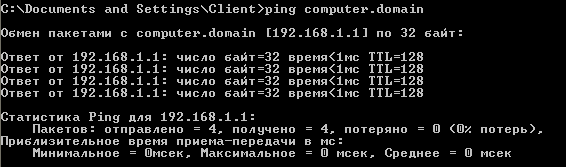 C:\Documents and Settings\Client>ping computer.domain
Обмен пакетами с computer.domain [192.168.1.1] по 32 байт:
Ответ от 192.168.1.1: число байт=32 время<1мс TTL=128
Ответ от 192.168.1.1: число байт=32 время<1мс TTL=128
Ответ от 192.168.1.1: число байт=32 время<1мс TTL=128
Ответ от 192.168.1.1: число байт=32 время<1мс TTL=128
Статистика Ping для 192.168.1.1:
Пакетов: отправлено = 4, получено = 4, потеряно = 0 (0% потерь),
Приблизительное время приема-передачи в мс:
Минимальное = 0мсек, Максимальное = 0 мсек, Среднее = 0 мсек